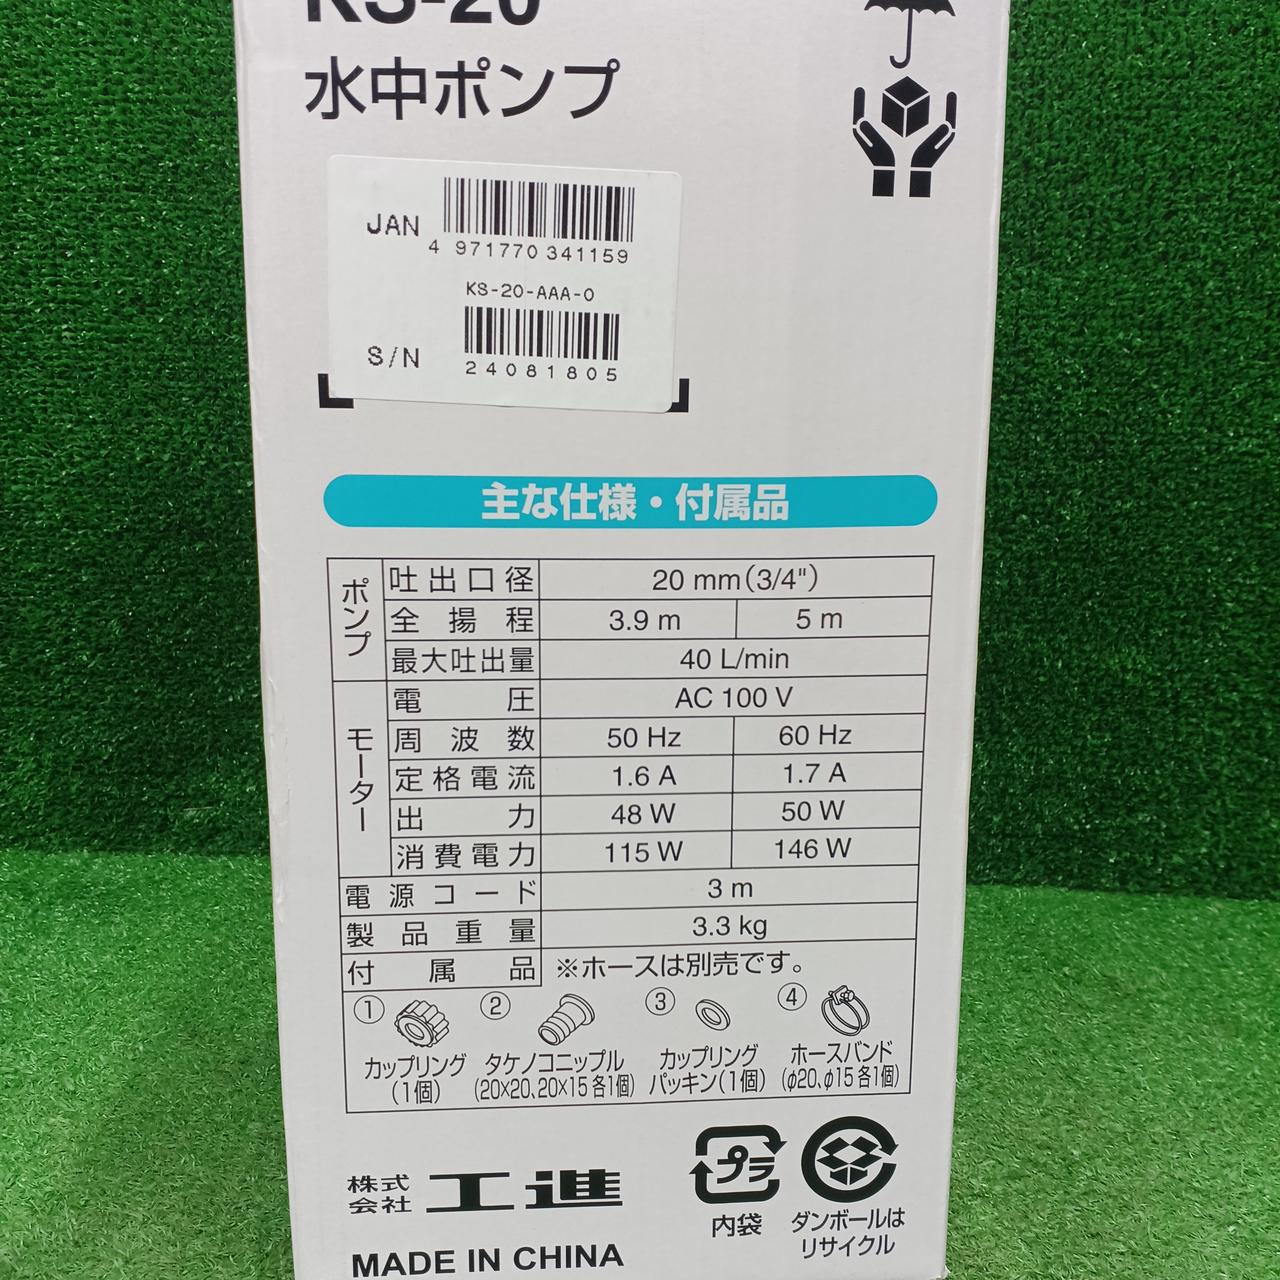 KS-20
水中ポンプ
JAN
4 971770 341159
KS-20-AAA-0
S/N
24081805
主な仕様・付属品
ポンプ
吐出口径 20 mm(3/4")
全揚程 3.9 m 5 m
最大吐出量 40 L/min
モーター
電圧 AC 100 V
周波数 50 Hz 60 Hz
定格電流 1.6 A 1.7 A
出力 48 W 50 W
消費電力 115 W 146 W
電源コード 3 m
製品重量 3.3 kg
付属品 ※ホースは別売です。
① ② ③ ④
カップリング タケノコニップル カップリング ホースバンド
(1個) (20×20、20×15 各1個) パッキン(1個) (φ20、φ15 各1個)
株式会社 工進
MADE IN CHINA
プラ
内袋
ダンボールは
リサイクル